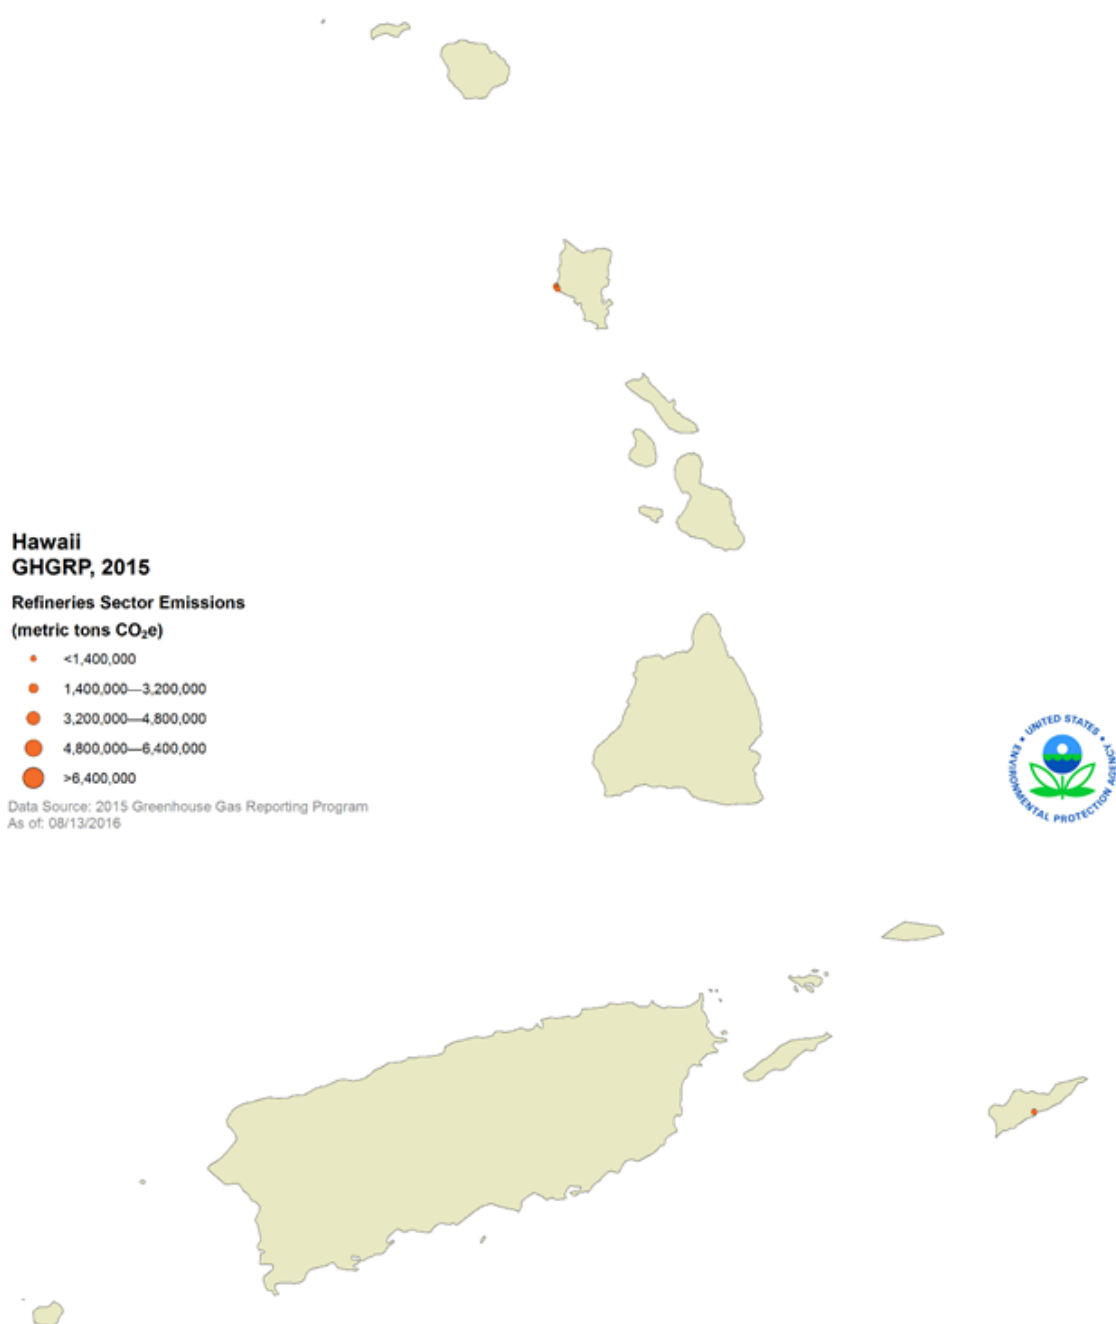 Hawaii
GHGRP, 2015
Refineries Sector Emissions
(metric tons CO₂e)
<1,400,000
1,400,000—3,200,000
3,200,000—4,800,000
4,800,000—6,400,000
>6,400,000
Data Source: 2015 Greenhouse Gas Reporting Program
As of: 08/13/2016
UNITED STATES
ENVIRONMENTAL PROTECTION AGENCY